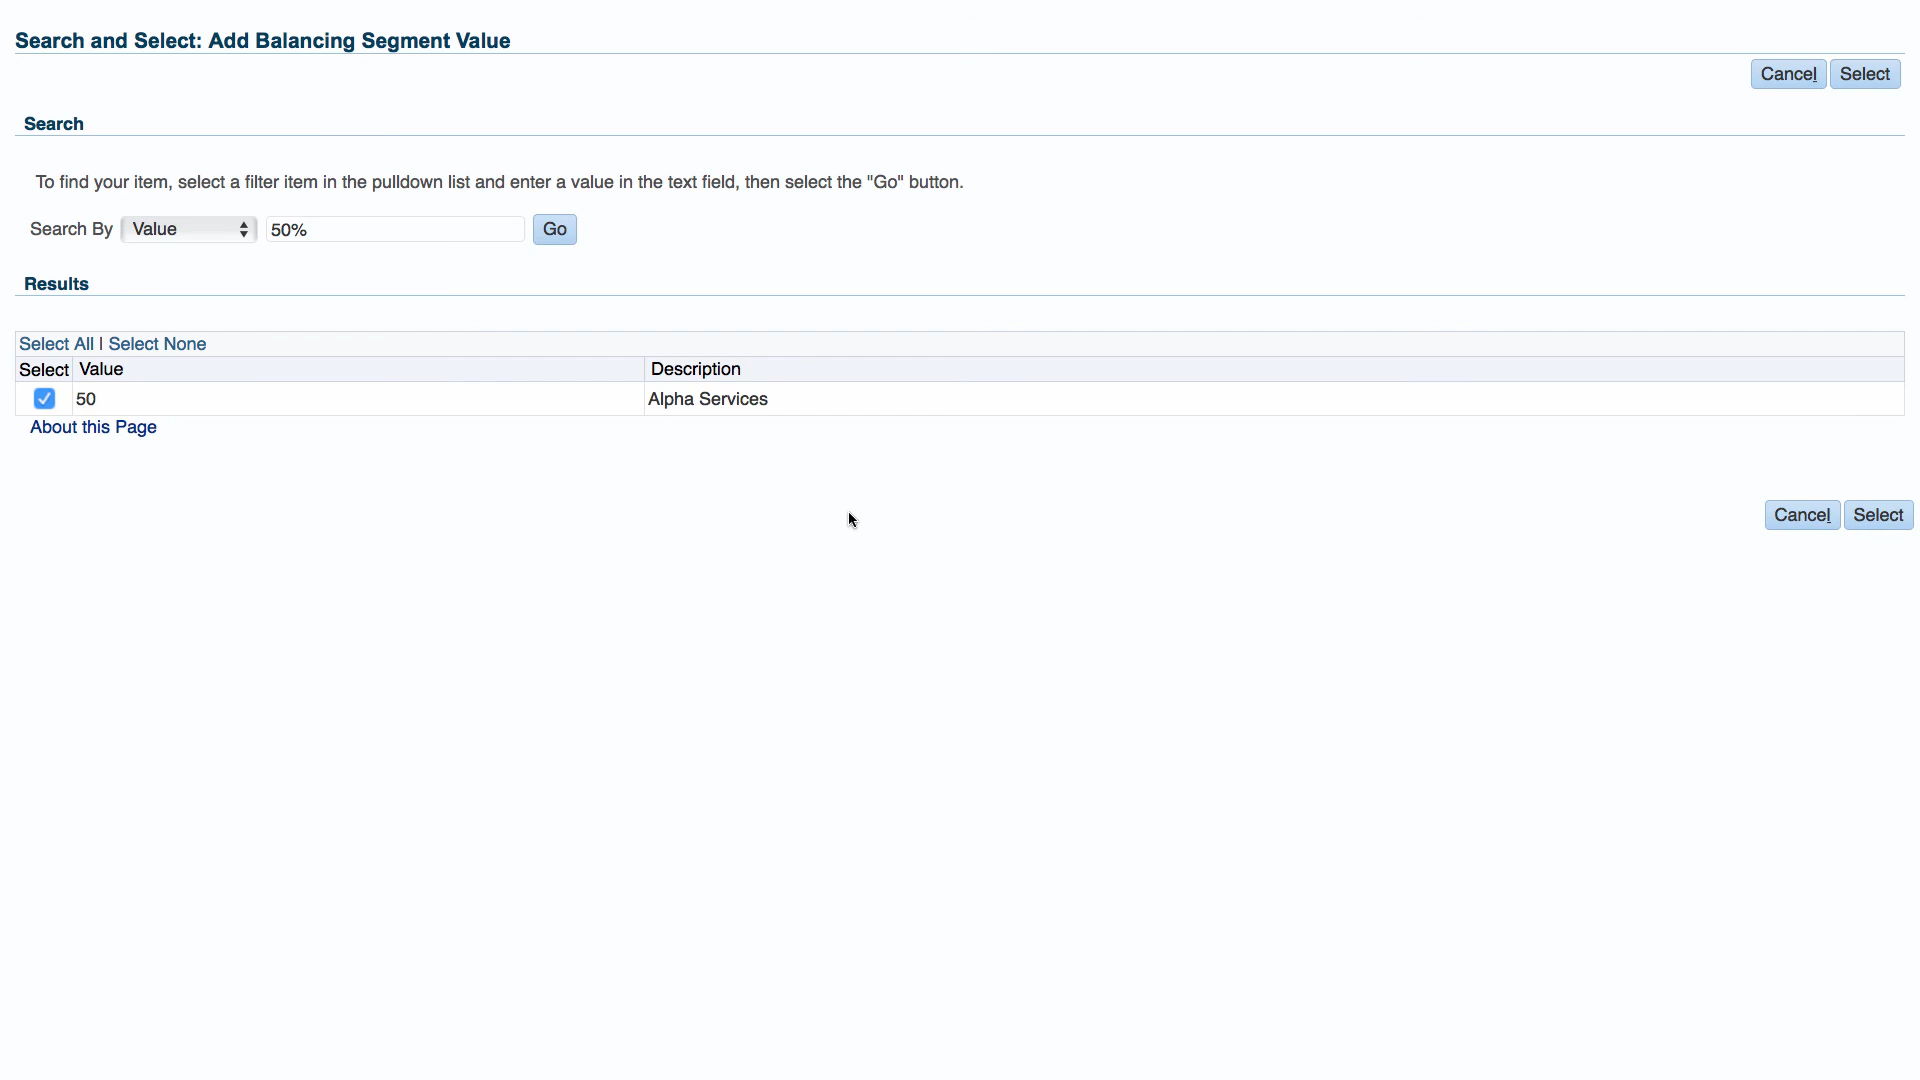 Search and Select: Add Balancing Segment Value
Cancel Select
Search
To find your item, select a filter item in the pulldown list and enter a value in the text field, then select the "Go" button.
Search By Value 50% Go
Results
Select All | Select None
Select Value Description
50 Alpha Services
About this Page
Cancel Select